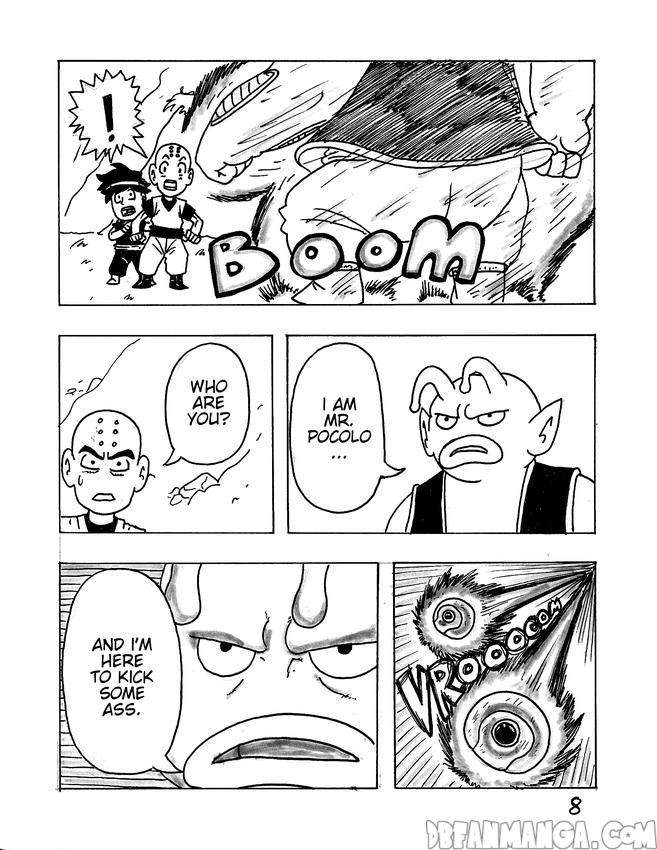 !
BOOM
WHO
ARE
YOU?
I AM
MR.
POCOLO
...
AND I'M
HERE
TO KICK
SOME
ASS.
VROOOOOM
8
DBFANMANGA.COM